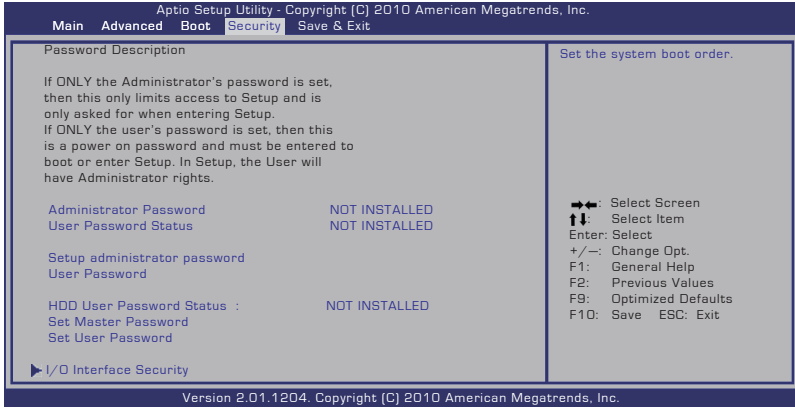 Aptio Setup Utility - Copyright (C) 2010 American Megatrends, Inc.
Main Advanced Boot Security Save & Exit
Password Description
If ONLY the Administrator's password is set,
then this only limits access to Setup and is
only asked for when entering Setup.
If ONLY the user's password is set, then this
is a power on password and must be entered to
boot or enter Setup. In Setup, the User will
have Administrator rights.
Administrator Password NOT INSTALLED
User Password Status NOT INSTALLED
Setup administrator password
User Password
HDD User Password Status : NOT INSTALLED
Set Master Password
Set User Password
I/O Interface Security
Set the system boot order.
→←: Select Screen
↑↓: Select Item
Enter: Select
+/—: Change Opt.
F1: General Help
F2: Previous Values
F9: Optimized Defaults
F10: Save ESC: Exit
Version 2.01.1204. Copyright (C) 2010 American Megatrends, Inc.